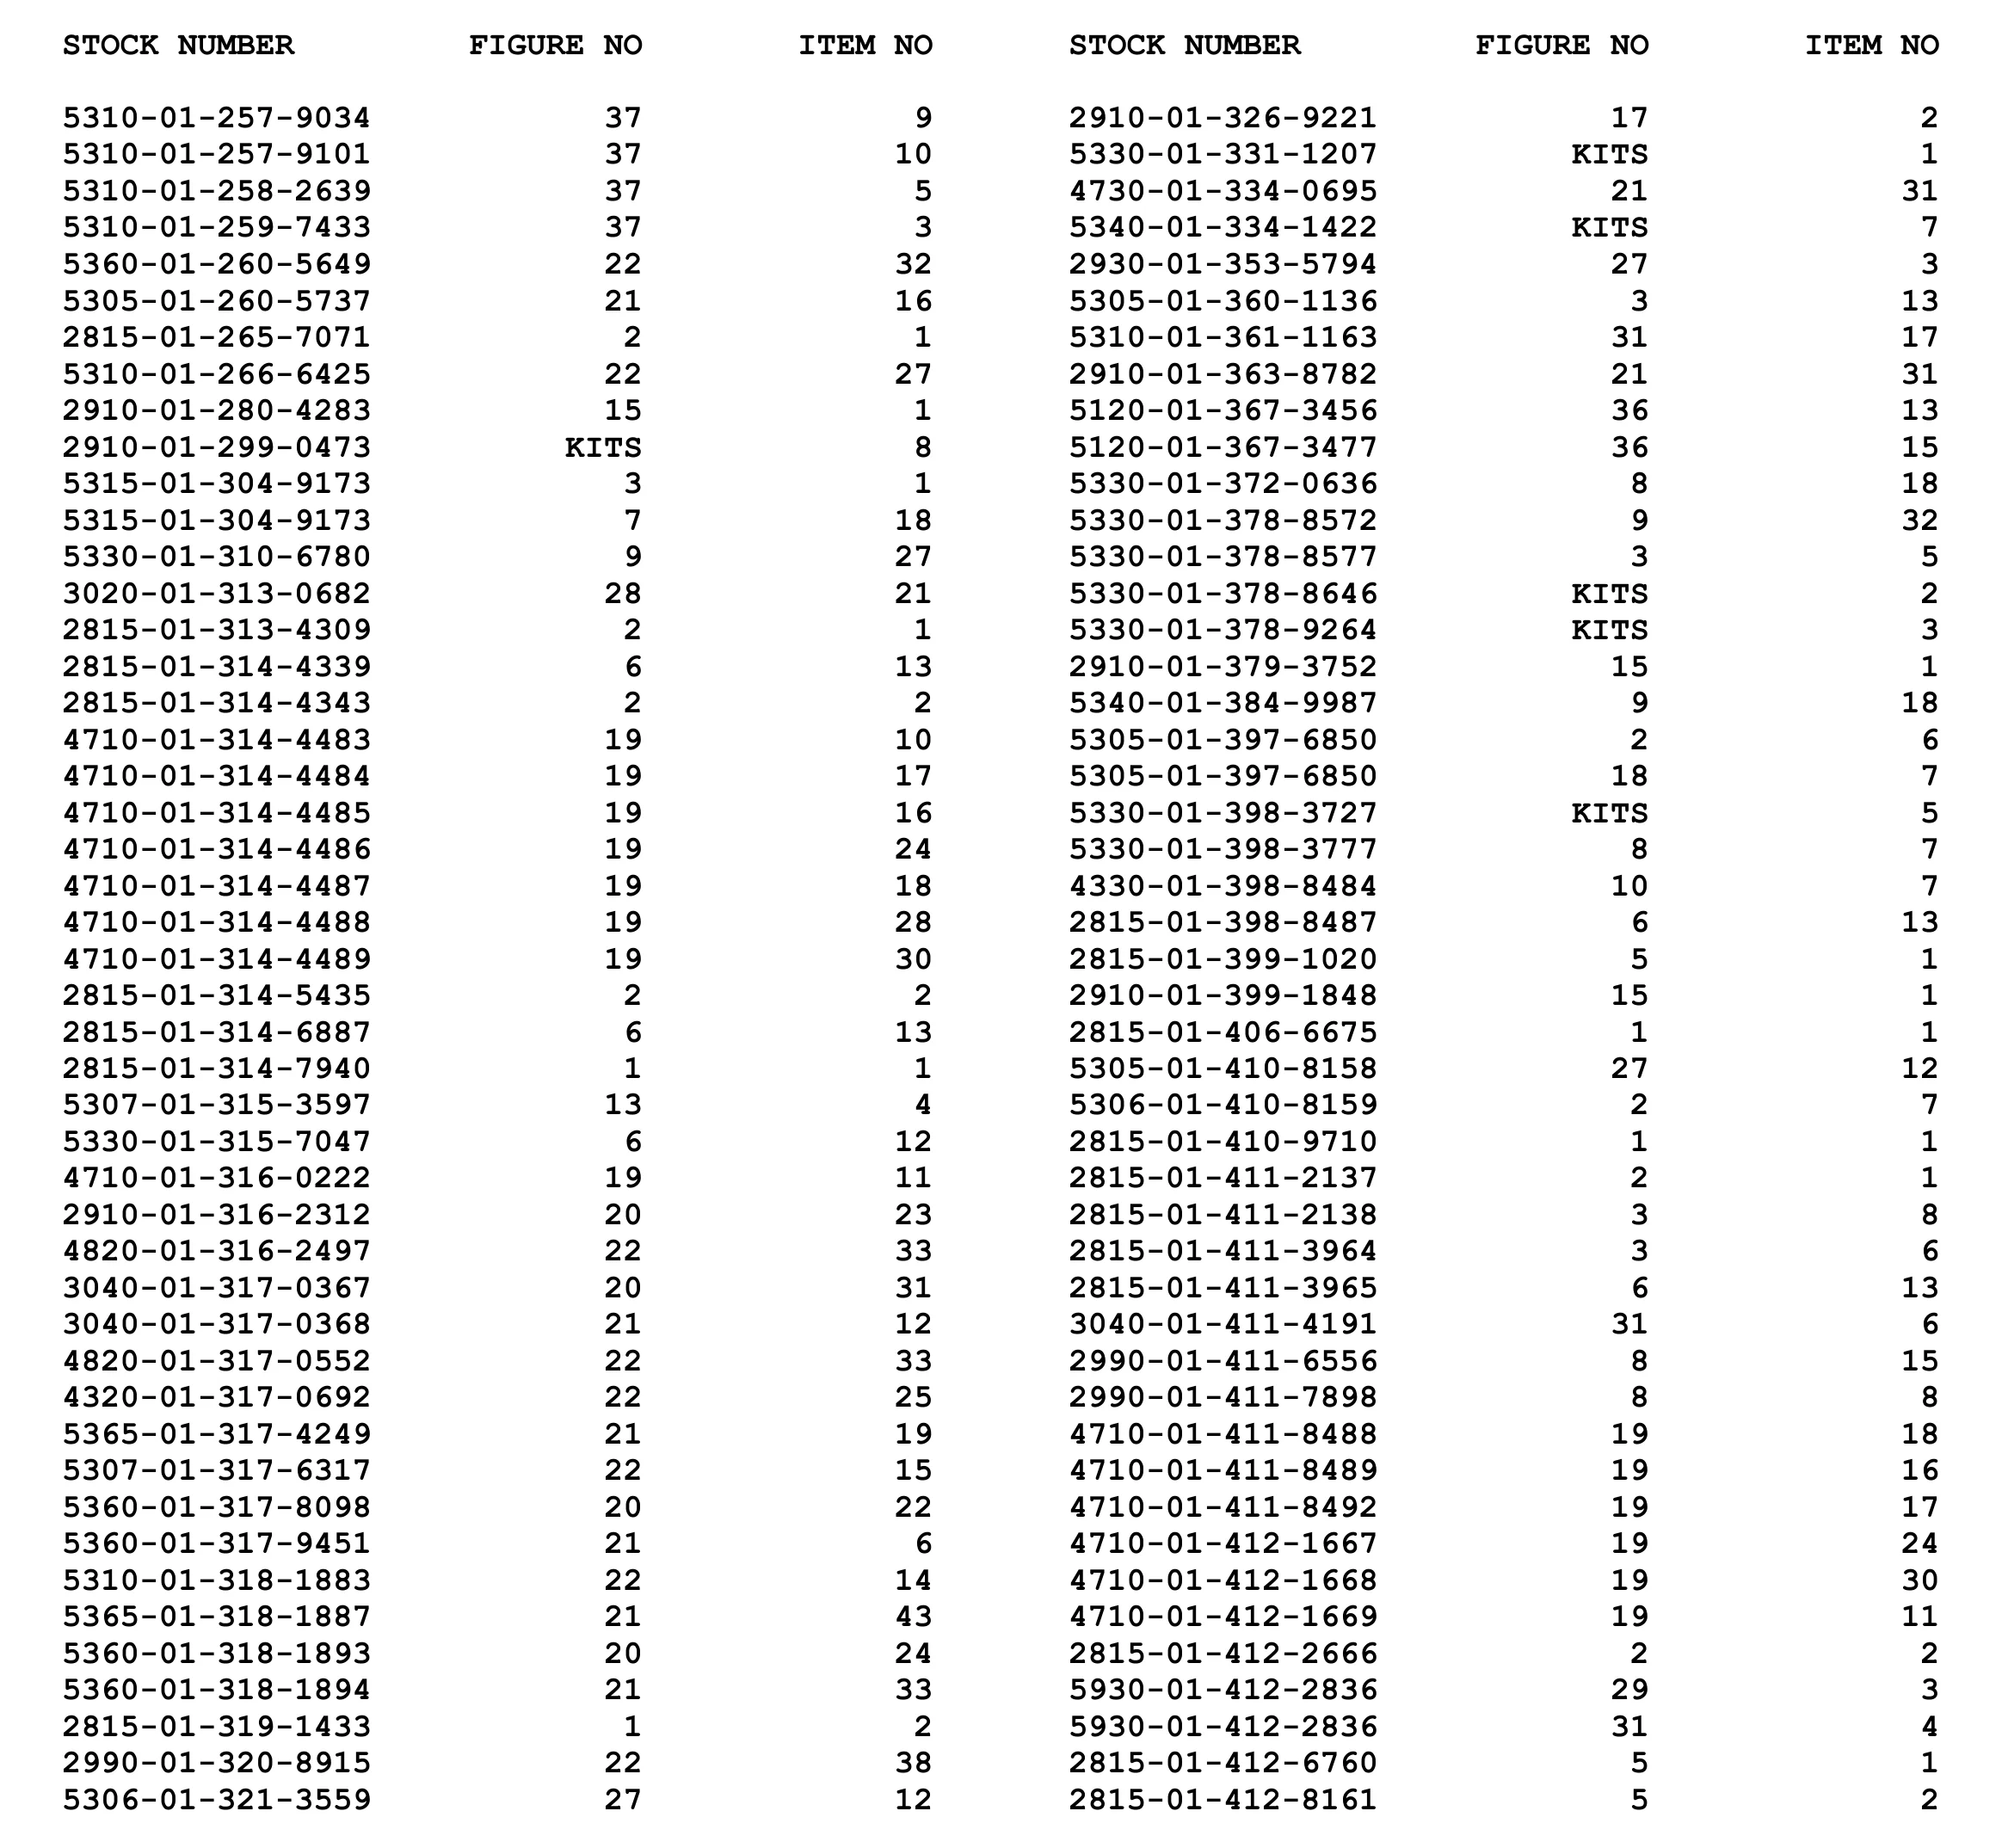 STOCK NUMBER FIGURE NO ITEM NO STOCK NUMBER FIGURE NO ITEM NO
5310-01-257-9034 37 9 2910-01-326-9221 17 2
5310-01-257-9101 37 10 5330-01-331-1207 KITS 1
5310-01-258-2639 37 5 4730-01-334-0695 21 31
5310-01-259-7433 37 3 5340-01-334-1422 KITS 7
5360-01-260-5649 22 32 2930-01-353-5794 27 3
5305-01-260-5737 21 16 5305-01-360-1136 3 13
2815-01-265-7071 2 1 5310-01-361-1163 31 17
5310-01-266-6425 22 27 2910-01-363-8782 21 31
2910-01-280-4283 15 1 5120-01-367-3456 36 13
2910-01-299-0473 KITS 8 5120-01-367-3477 36 15
5315-01-304-9173 3 1 5330-01-372-0636 8 18
5315-01-304-9173 7 18 5330-01-378-8572 9 32
5330-01-310-6780 9 27 5330-01-378-8577 3 5
3020-01-313-0682 28 21 5330-01-378-8646 KITS 2
2815-01-313-4309 2 1 5330-01-378-9264 KITS 3
2815-01-314-4339 6 13 2910-01-379-3752 15 1
2815-01-314-4343 2 2 5340-01-384-9987 9 18
4710-01-314-4483 19 10 5305-01-397-6850 2 6
4710-01-314-4484 19 17 5305-01-397-6850 18 7
4710-01-314-4485 19 16 5330-01-398-3727 KITS 5
4710-01-314-4486 19 24 5330-01-398-3777 8 7
4710-01-314-4487 19 18 4330-01-398-8484 10 7
4710-01-314-4488 19 28 2815-01-398-8487 6 13
4710-01-314-4489 19 30 2815-01-399-1020 5 1
2815-01-314-5435 2 2 2910-01-399-1848 15 1
2815-01-314-6887 6 13 2815-01-406-6675 1 1
2815-01-314-7940 1 1 5305-01-410-8158 27 12
5307-01-315-3597 13 4 5306-01-410-8159 2 7
5330-01-315-7047 6 12 2815-01-410-9710 1 1
4710-01-316-0222 19 11 2815-01-411-2137 2 1
2910-01-316-2312 20 23 2815-01-411-2138 3 8
4820-01-316-2497 22 33 2815-01-411-3964 3 6
3040-01-317-0367 20 31 2815-01-411-3965 6 13
3040-01-317-0368 21 12 3040-01-411-4191 31 6
4820-01-317-0552 22 33 2990-01-411-6556 8 15
4320-01-317-0692 22 25 2990-01-411-7898 8 8
5365-01-317-4249 21 19 4710-01-411-8488 19 18
5307-01-317-6317 22 15 4710-01-411-8489 19 16
5360-01-317-8098 20 22 4710-01-411-8492 19 17
5360-01-317-9451 21 6 4710-01-412-1667 19 24
5310-01-318-1883 22 14 4710-01-412-1668 19 30
5365-01-318-1887 21 43 4710-01-412-1669 19 11
5360-01-318-1893 20 24 2815-01-412-2666 2 2
5360-01-318-1894 21 33 5930-01-412-2836 29 3
2815-01-319-1433 1 2 5930-01-412-2836 31 4
2990-01-320-8915 22 38 2815-01-412-6760 5 1
5306-01-321-3559 27 12 2815-01-412-8161 5 2